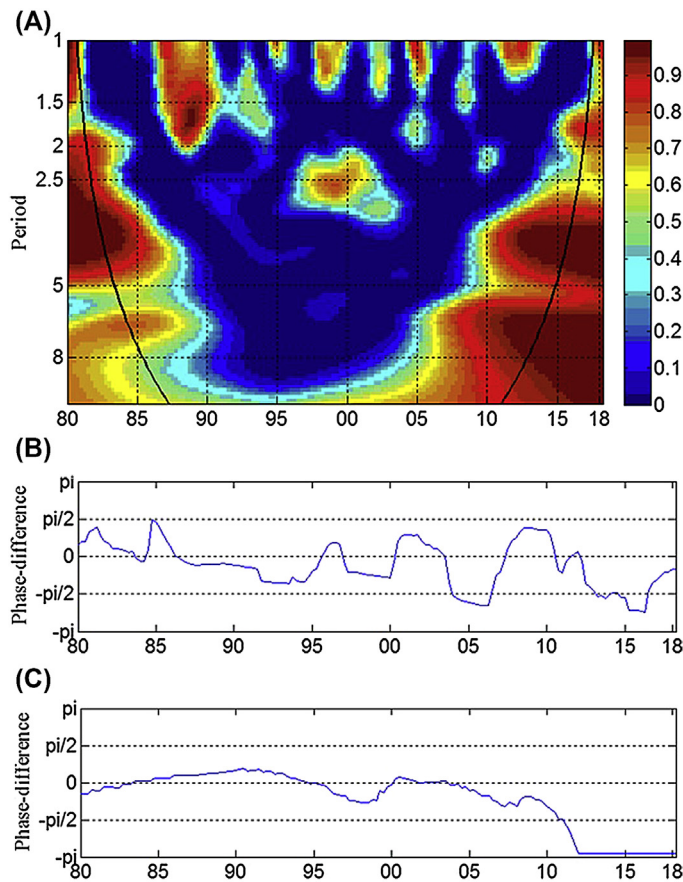 (A)
1
1.5
2
2.5
5
8
Period
80 85 90 95 00 05 10 15 18
0.9
0.8
0.7
0.6
0.5
0.4
0.3
0.2
0.1
0
(B)
Phase-difference
pi
pi/2
0
-pi/2
-pi
80 85 90 95 00 05 10 15 18
(C)
Phase-difference
pi
pi/2
0
-pi/2
-pi
80 85 90 95 00 05 10 15 18